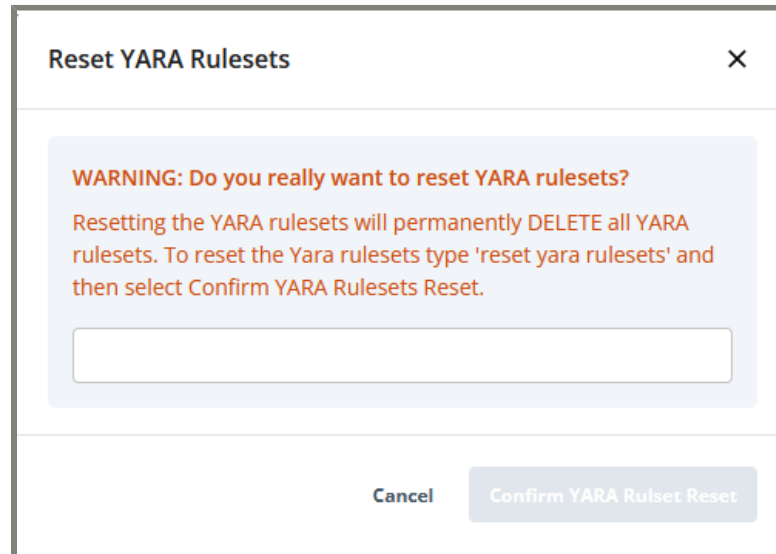 Reset YARA Rulesets
WARNING: Do you really want to reset YARA rulesets?
Resetting the YARA rulesets will permanently DELETE all YARA
rulesets. To reset the Yara rulesets type 'reset yara rulesets' and
then select Confirm YARA Rulesets Reset.
Cancel Confirm YARA Rulset Reset